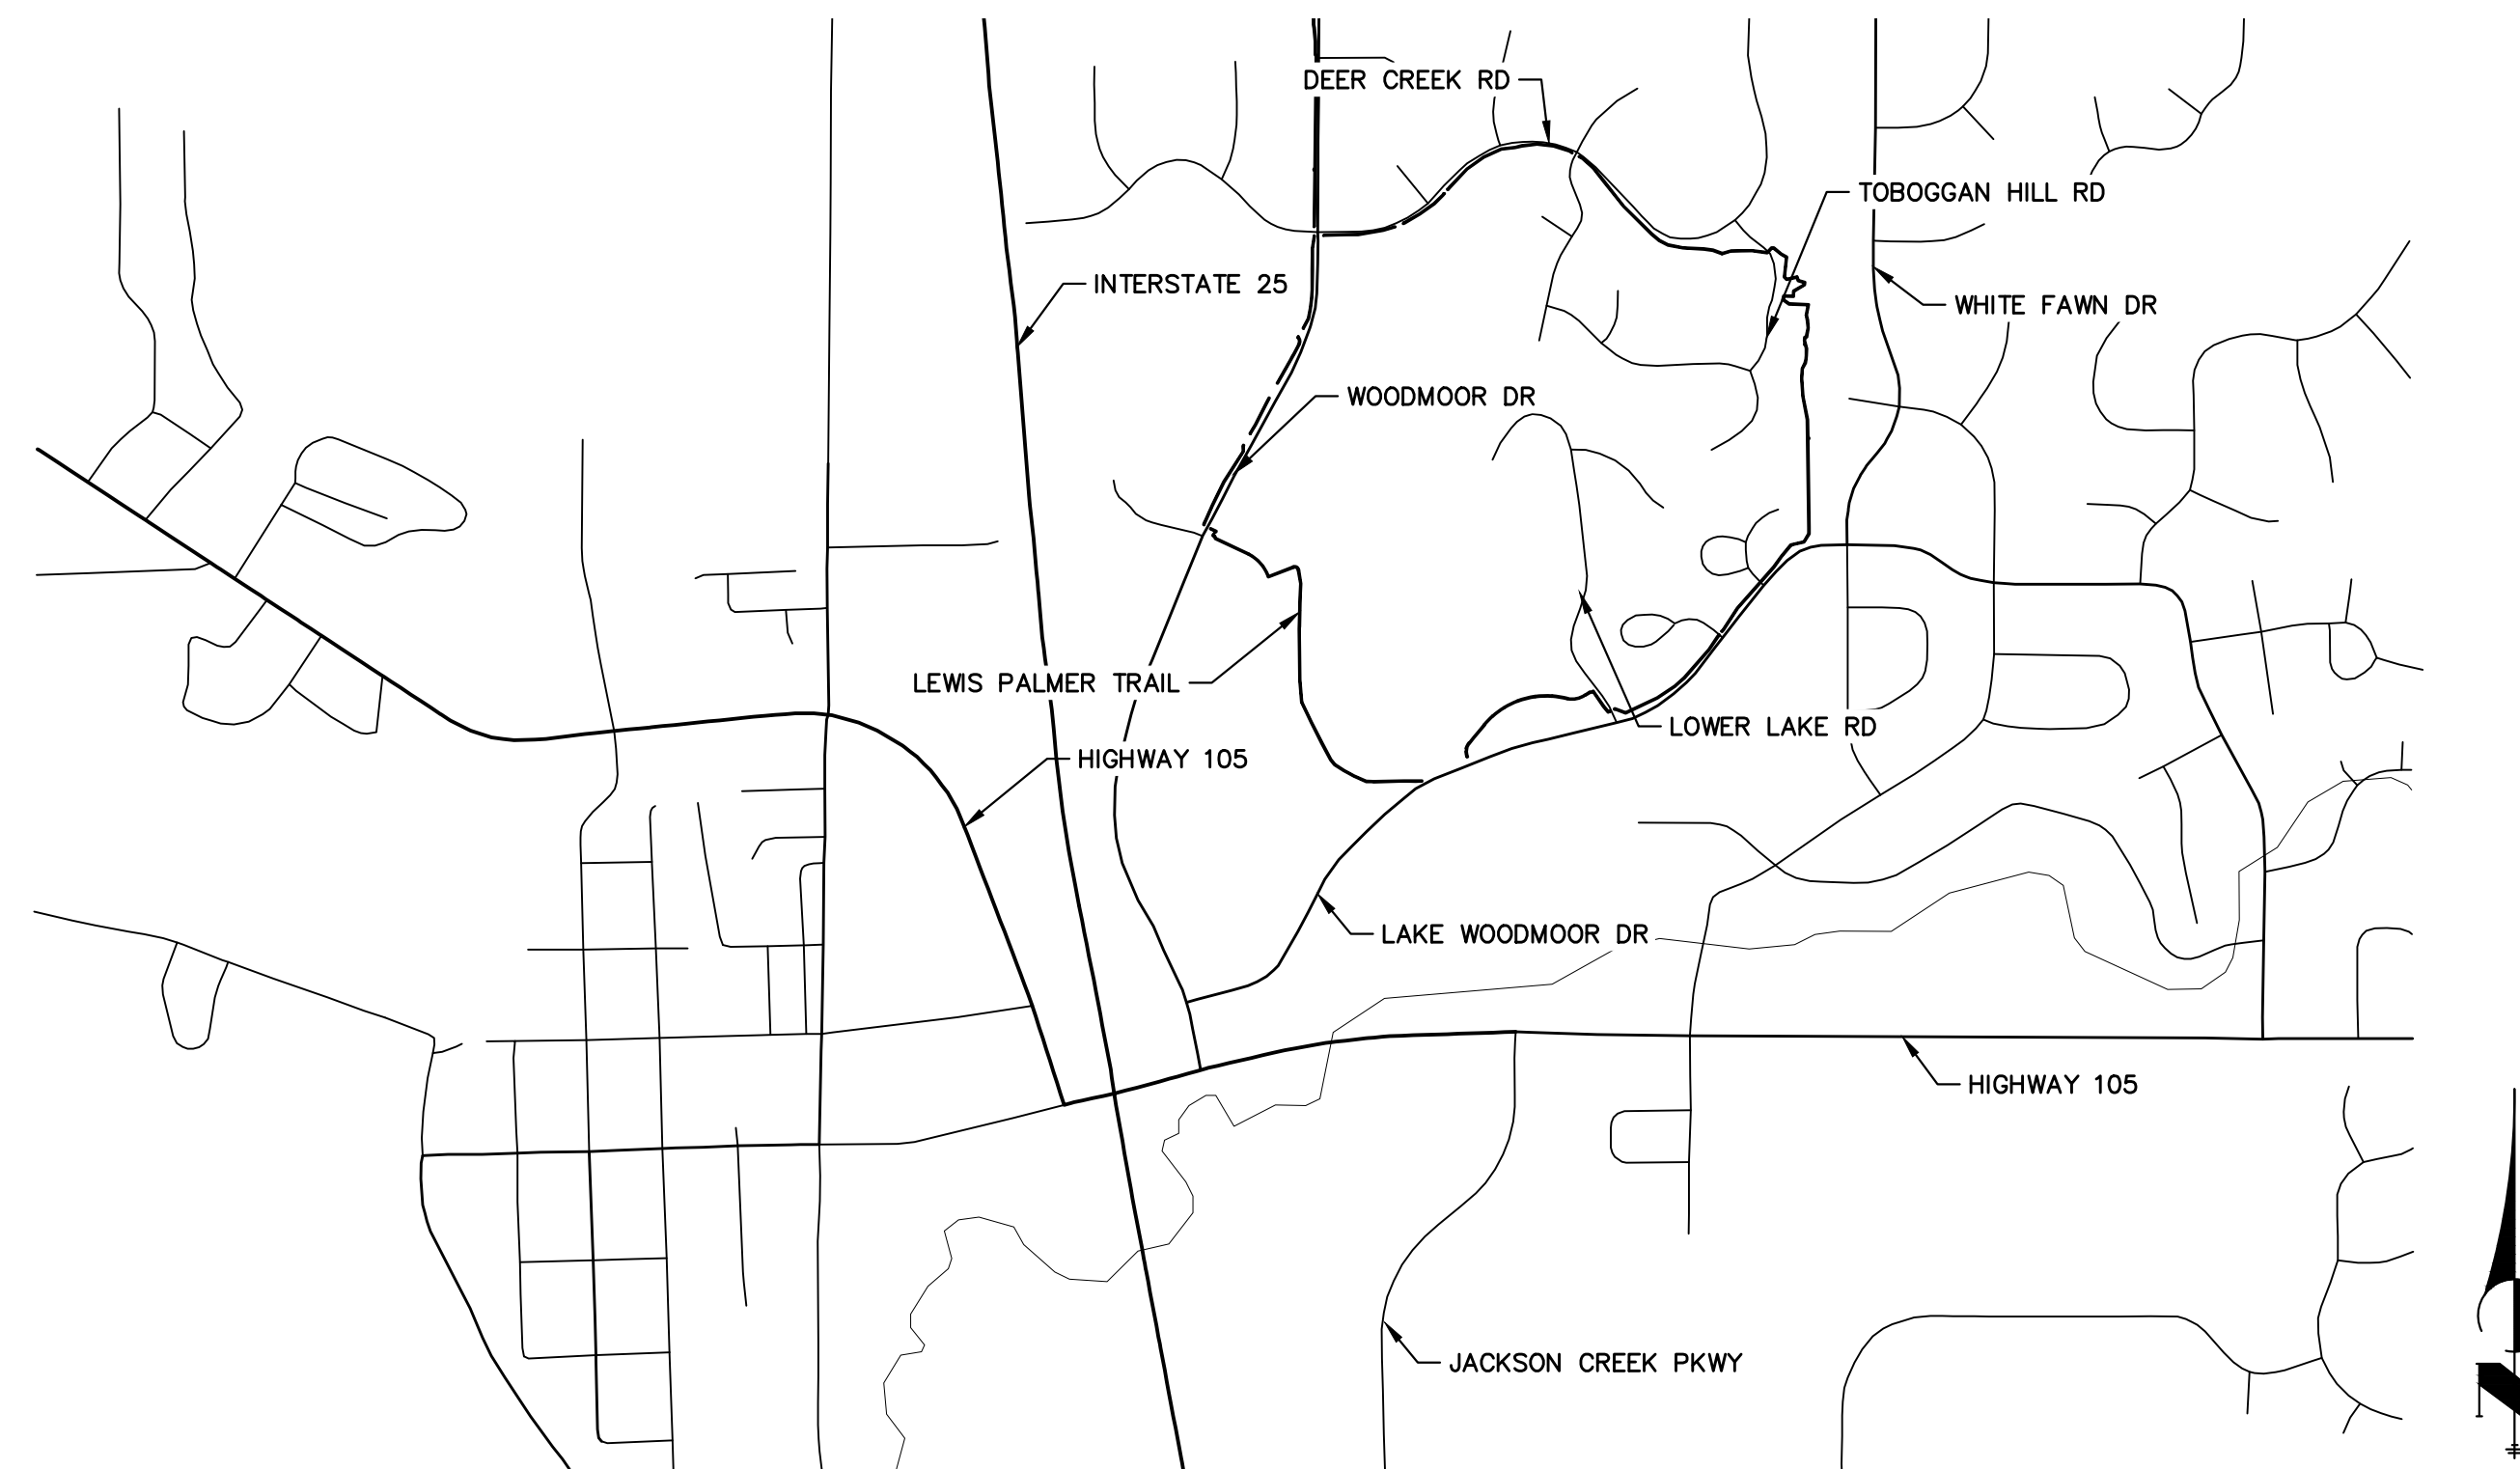 DEER CREEK RD
TOBOGGAN HILL RD
INTERSTATE 25
WHITE FAWN DR
WOODMOOR DR
LEWIS PALMER TRAIL
LOWER LAKE RD
HIGHWAY 105
LAKE WOODMOOR DR
HIGHWAY 105
JACKSON CREEK PKWY
N